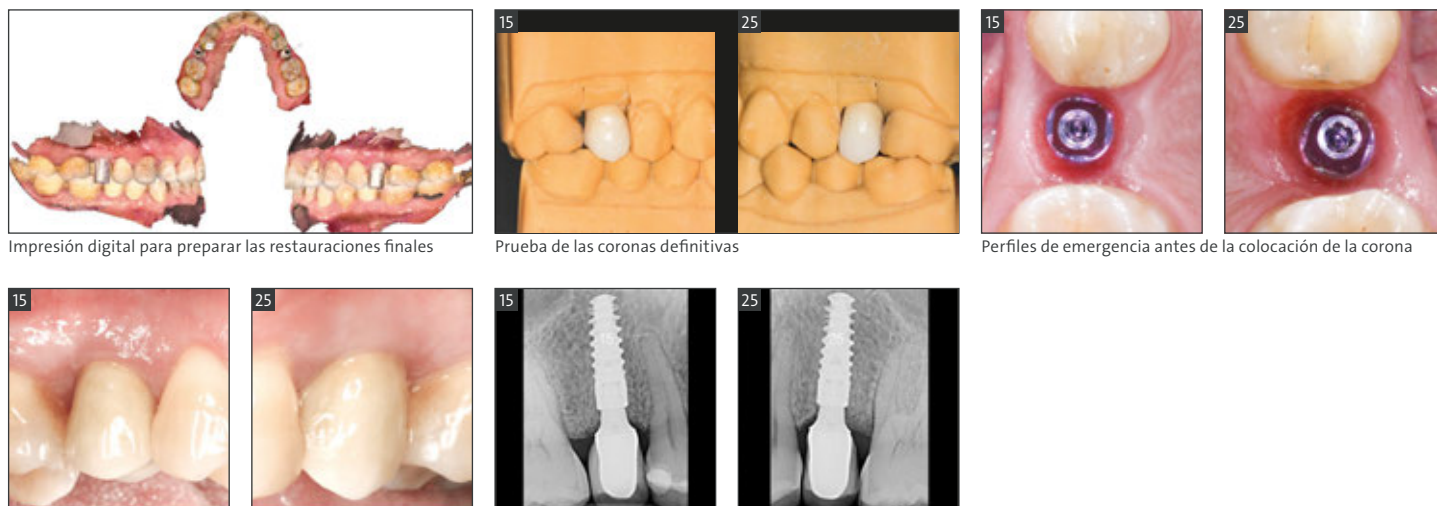 15
25
15
25
Impresión digital para preparar las restauraciones finales
Prueba de las coronas definitivas
Perfiles de emergencia antes de la colocación de la corona
15
25
15
25